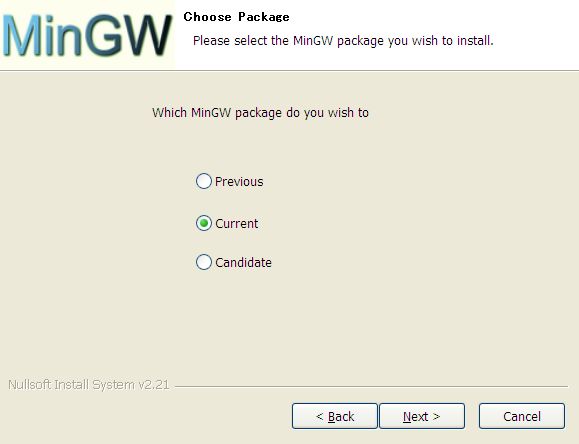 MinGW
Choose Package
Please select the MinGW package you wish to install.
Which MinGW package do you wish to
Previous
Current
Candidate
Nullsoft Install System v2.21
< Back
Next >
Cancel